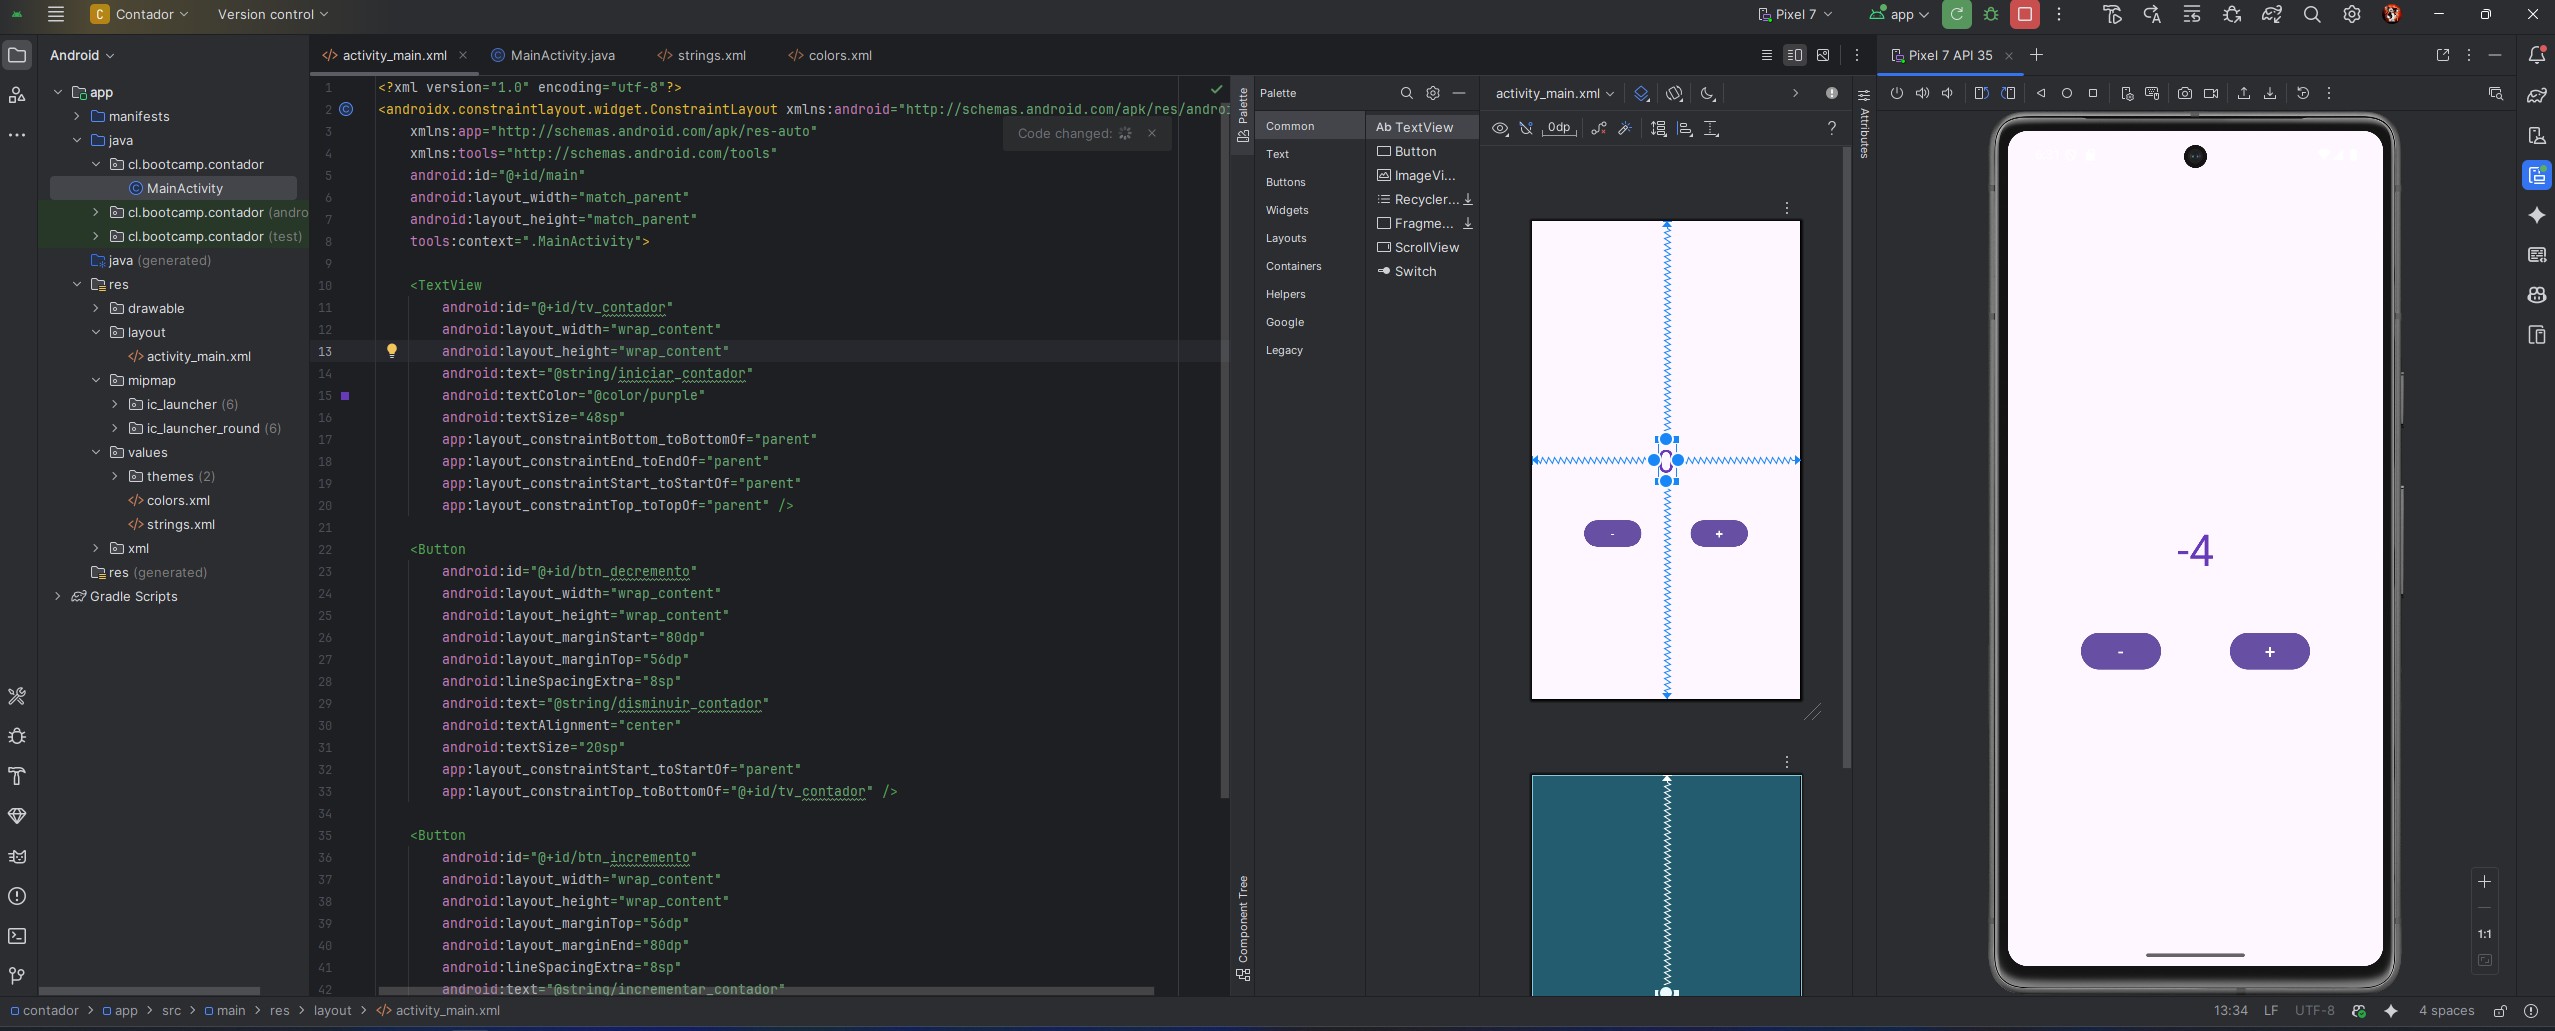 C Contador Version control Pixel 7 app
Android
activity_main.xml MainActivity.java strings.xml colors.xml
app
manifests
java
cl.bootcamp.contador
MainActivity
cl.bootcamp.contador (andro
cl.bootcamp.contador (test)
java (generated)
res
drawable
layout
activity_main.xml
mipmap
ic_launcher (6)
ic_launcher_round (6)
values
themes (2)
colors.xml
strings.xml
xml
res (generated)
Gradle Scripts
1 <?xml version="1.0" encoding="utf-8"?>
2 <androidx.constraintlayout.widget.ConstraintLayout xmlns:android="http://schemas.android.com/apk/res/andro
3 xmlns:app="http://schemas.android.com/apk/res-auto"
4 xmlns:tools="http://schemas.android.com/tools"
5 android:id="@+id/main"
6 android:layout_width="match_parent"
7 android:layout_height="match_parent"
8 tools:context=".MainActivity">
9
10 <TextView
11 android:id="@+id/tv_contador"
12 android:layout_width="wrap_content"
13 android:layout_height="wrap_content"
14 android:text="@string/iniciar_contador"
15 android:textColor="@color/purple"
16 android:textSize="48sp"
17 app:layout_constraintBottom_toBottomOf="parent"
18 app:layout_constraintEnd_toEndOf="parent"
19 app:layout_constraintStart_toStartOf="parent"
20 app:layout_constraintTop_toTopOf="parent" />
21
22 <Button
23 android:id="@+id/btn_decremento"
24 android:layout_width="wrap_content"
25 android:layout_height="wrap_content"
26 android:layout_marginStart="80dp"
27 android:layout_marginTop="56dp"
28 android:lineSpacingExtra="8sp"
29 android:text="@string/disminuir_contador"
30 android:textAlignment="center"
31 android:textSize="20sp"
32 app:layout_constraintStart_toStartOf="parent"
33 app:layout_constraintTop_toBottomOf="@+id/tv_contador" />
34
35 <Button
36 android:id="@+id/btn_incremento"
37 android:layout_width="wrap_content"
38 android:layout_height="wrap_content"
39 android:layout_marginTop="56dp"
40 android:layout_marginEnd="80dp"
41 android:lineSpacingExtra="8sp"
42 android:text="@string/incrementar_contador"
Code changed:
Palette
Component Tree
Palette
Common
Text
Buttons
Widgets
Layouts
Containers
Helpers
Google
Legacy
Ab TextView
Button
ImageVi...
Recycler...
Fragme...
ScrollView
Switch
activity_main.xml
0dp
?
Attributes
0
- +
Pixel 7 API 35
-4
- +
1:1
contador > app > src > main > res > layout > activity_main.xml
13:34 LF UTF-8 4 spaces